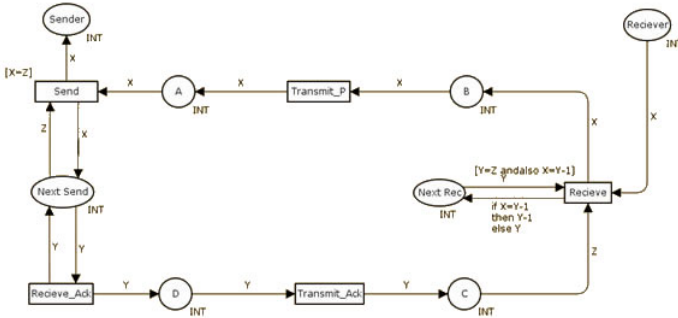 Sender
INT
Reciever
INT
X
X
[X=Z]
Send
X
A
INT
X
Transmit_P
X
B
INT
X
X
Z
X
[Y=Z andalso X=Y-1]
Y
Next Send
INT
Next Rec
INT
Recieve
if X=Y-1
then Y-1
else Y
Y
Y
Z
Recieve_Ack
Y
D
INT
Y
Transmit_Ack
Y
C
INT